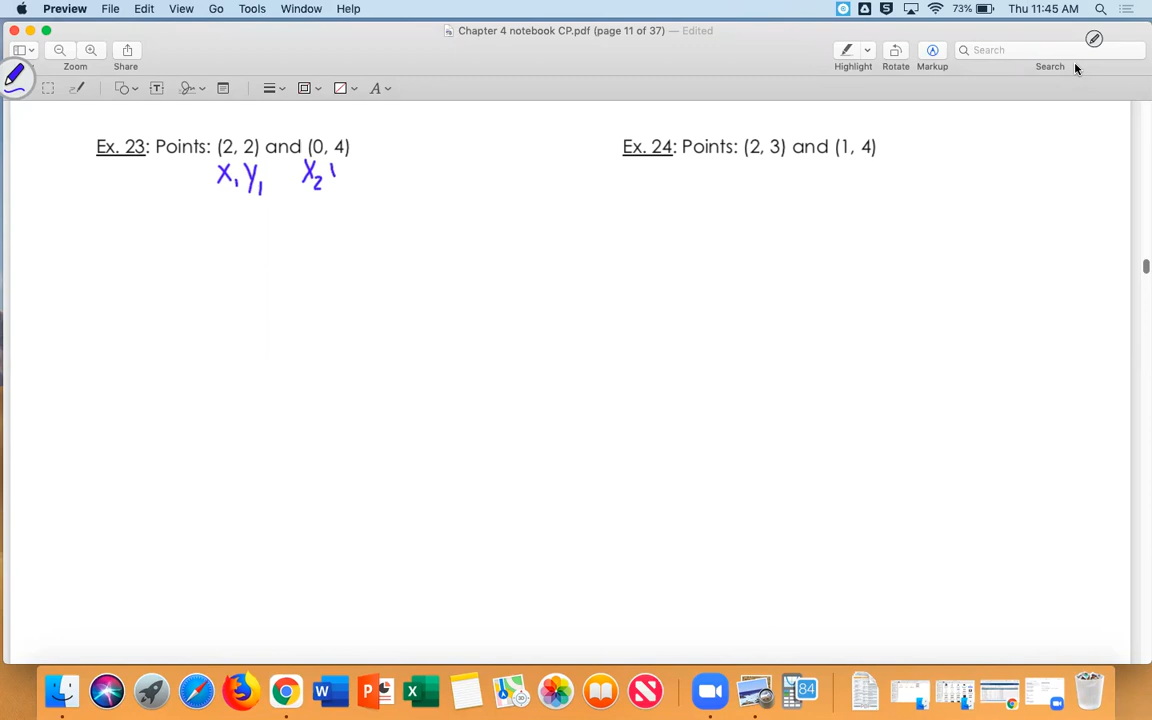 Preview File Edit View Go Tools Window Help 73% Thu 11:45 AM
Chapter 4 notebook CP.pdf (page 11 of 37) — Edited
Search
Zoom Share Highlight Rotate Markup Search
A
Ex. 23: Points: (2, 2) and (0, 4) Ex. 24: Points: (2, 3) and (1, 4)
x₁ y₁ x₂
84